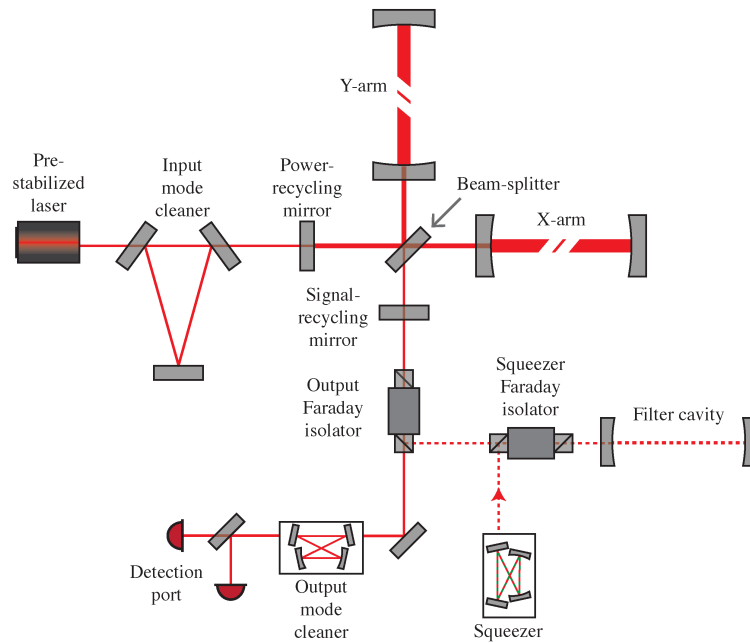 Y-arm
Pre-
stabilized
laser
Input
mode
cleaner
Power-
recycling
mirror
Beam-splitter
X-arm
Signal-
recycling
mirror
Output
Faraday
isolator
Squeezer
Faraday
isolator
Filter cavity
Detection
port
Output
mode
cleaner
Squeezer